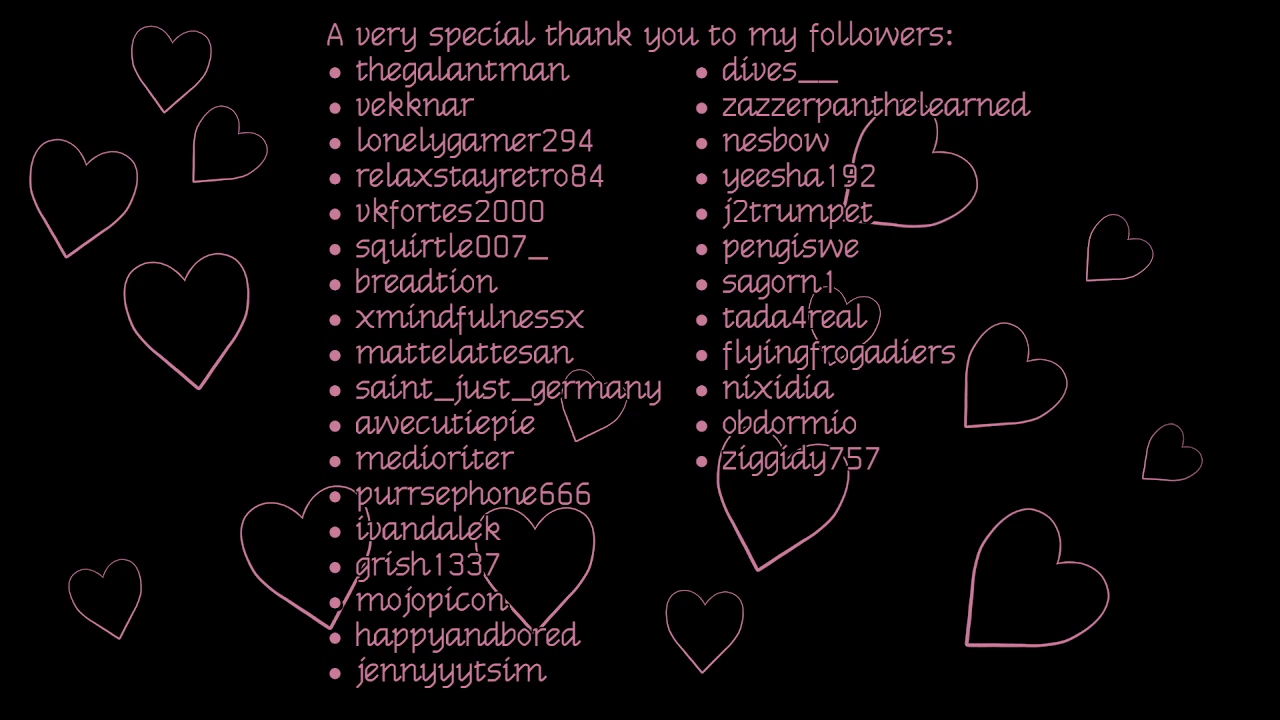 A very special thank you to my followers:
• thegalantman
• vekknar
• lonelygamer294
• relaxstayretro84
• vkfortes2000
• squirtle007_
• breadtion
• xmindfulnessx
• mattelattesan
• saint_just_germany
• awecutiepie
• medioriter
• purrsephone666
• ivandalek
• grish1337
• mojopicon
• happyandbored
• jennyyytsim
• dives__
• zazzerpanthelearned
• nesbow
• yeesha192
• j2trumpet
• pengiswe
• sagorn1
• tada4real
• flyingfrogadiers
• nixidia
• obdormio
• ziggidy757